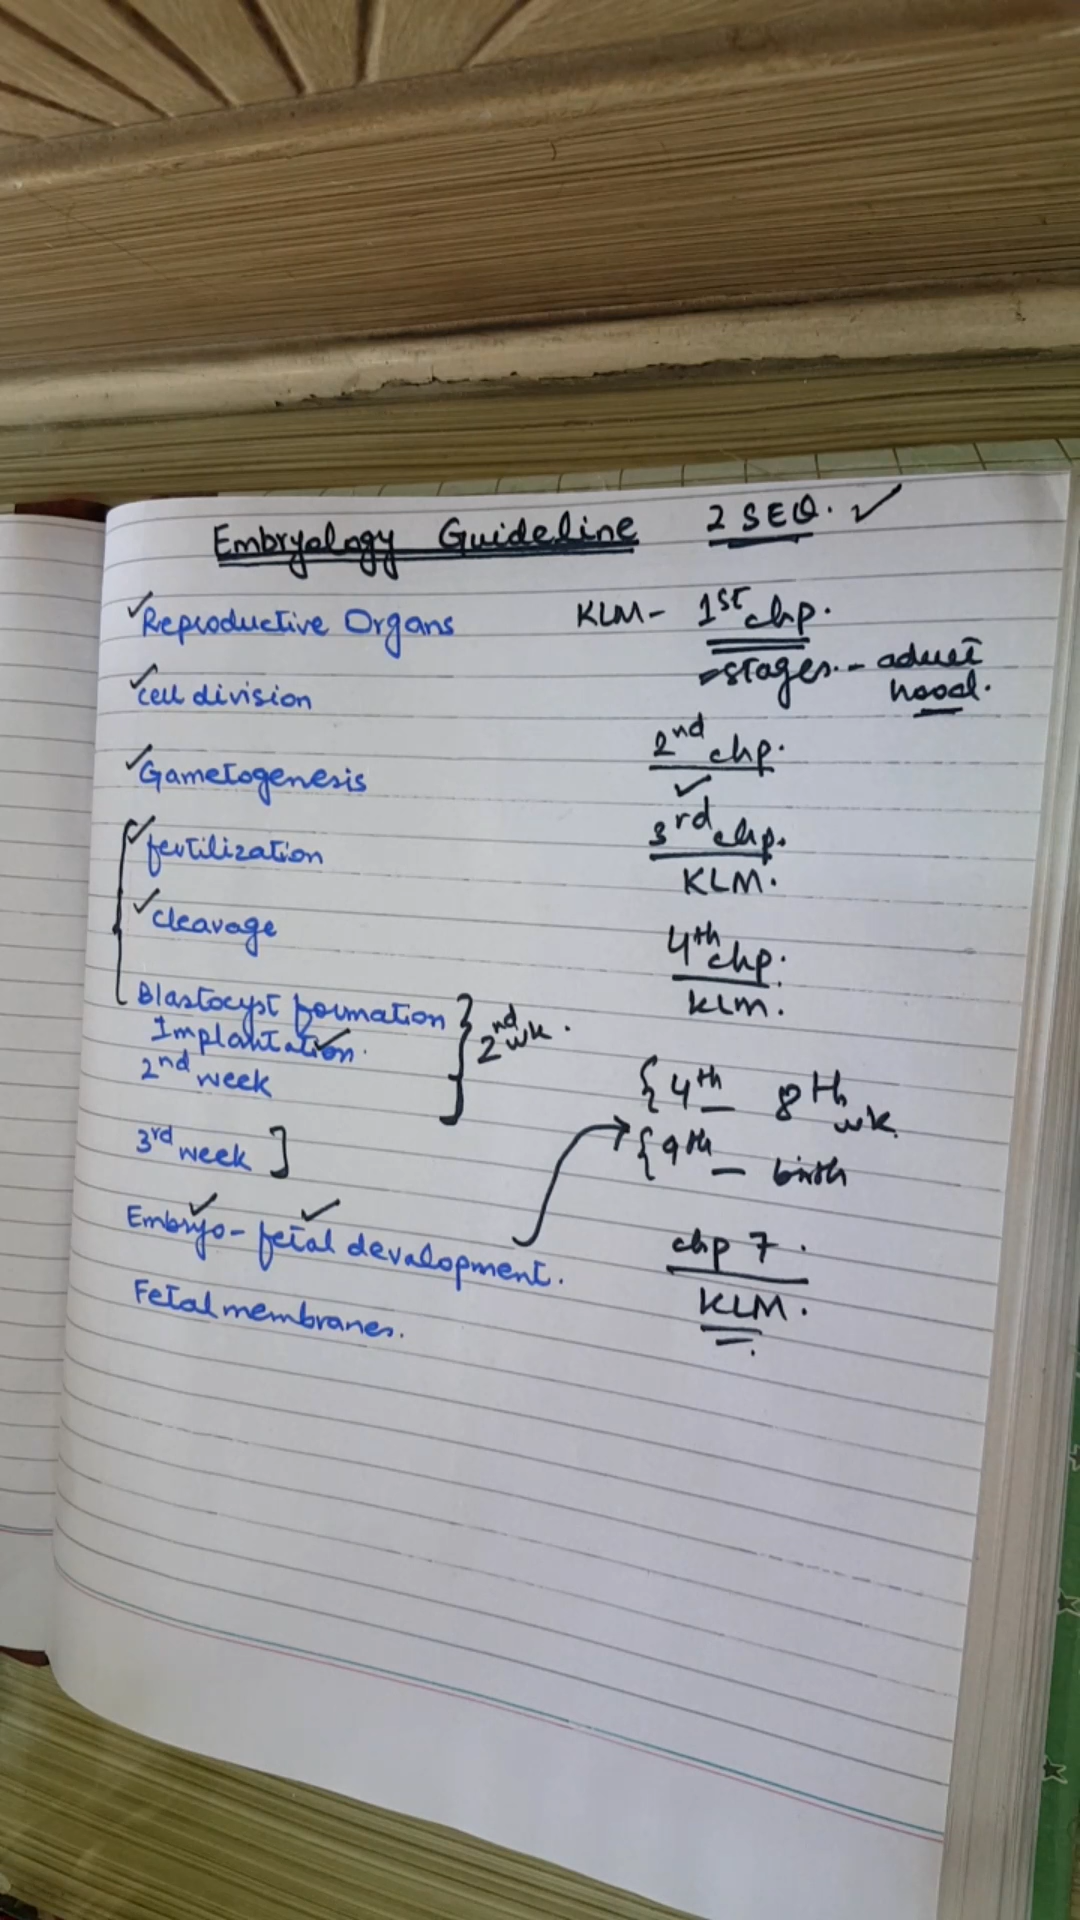 Embryology Guideline 2 SEQ. ✓
✓ Reproductive Organs KLM - 1st chp.
stages. - adult
hood.
✓ cell division
2nd chp.
✓ Gametogenesis
3rd chp.
KLM.
✓ fertilization
✓ cleavage
4th chp.
KLM.
Blastocyst formation
Implantation.
2nd week
2nd wk.
{ 4th - 8th wk.
{ 9th - birth
3rd week ]
Embryo - fetal devalopment.
chp 7.
KLM.
Fetal membranes.